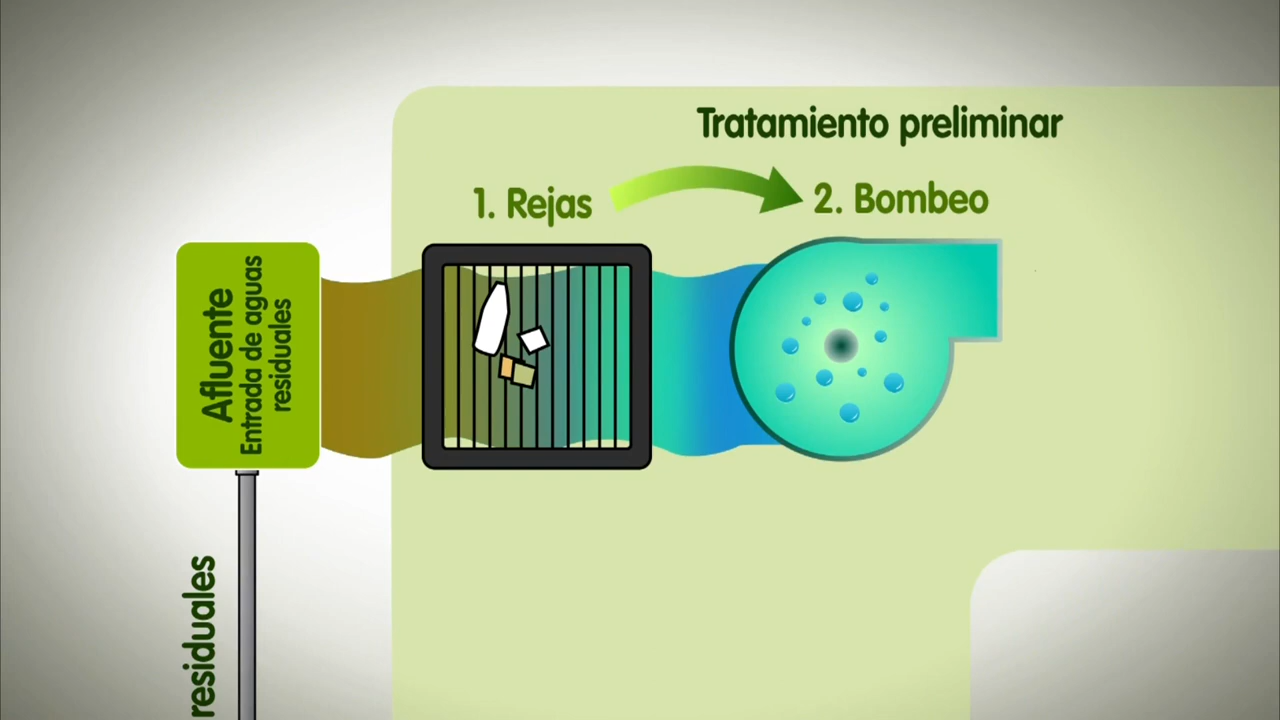 Tratamiento preliminar
1. Rejas
2. Bombeo
Afluente
Entrada de aguas
residuales
residuales